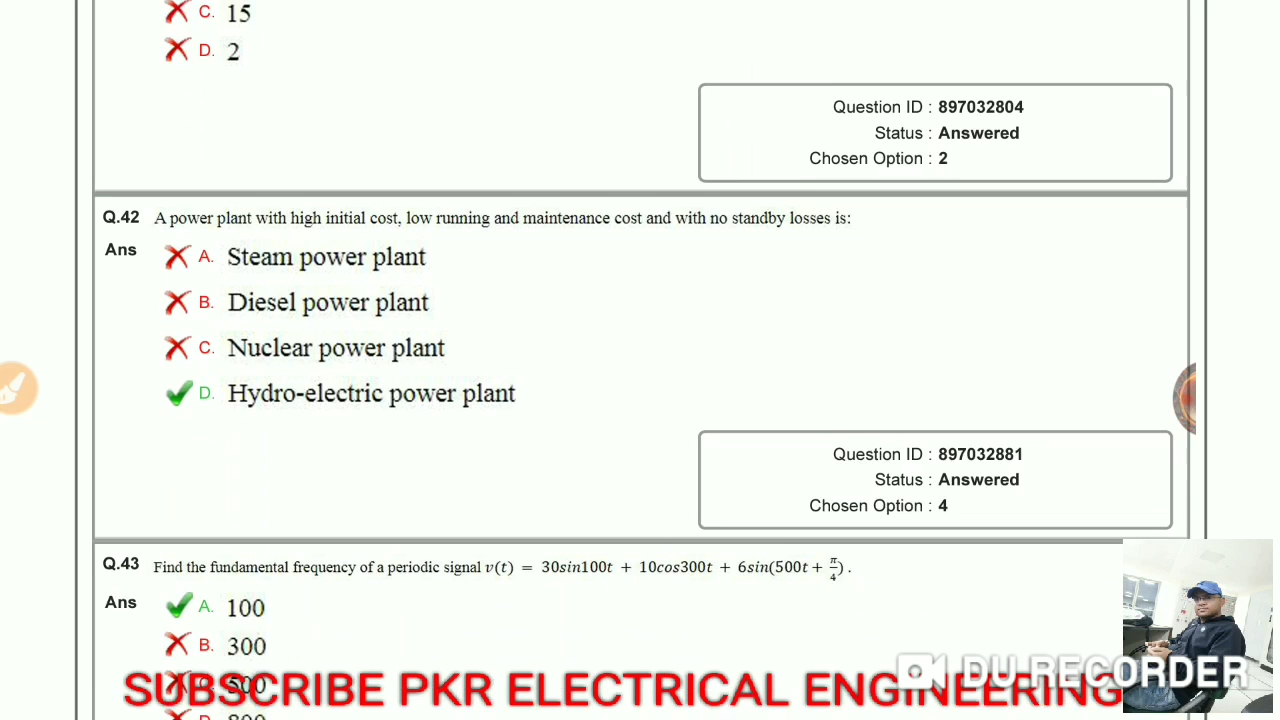 C. 15
D. 2
Question ID : 897032804
Status : Answered
Chosen Option : 2
Q.42 A power plant with high initial cost, low running and maintenance cost and with no standby losses is:
Ans
A. Steam power plant
B. Diesel power plant
C. Nuclear power plant
D. Hydro-electric power plant
Question ID : 897032881
Status : Answered
Chosen Option : 4
Q.43 Find the fundamental frequency of a periodic signal v(t) = 30sin100t + 10cos300t + 6sin(500t + π/4) .
Ans
A. 100
B. 300
C. 500
D. 800
SUBSCRIBE PKR ELECTRICAL ENGINEERING
DU RECORDER